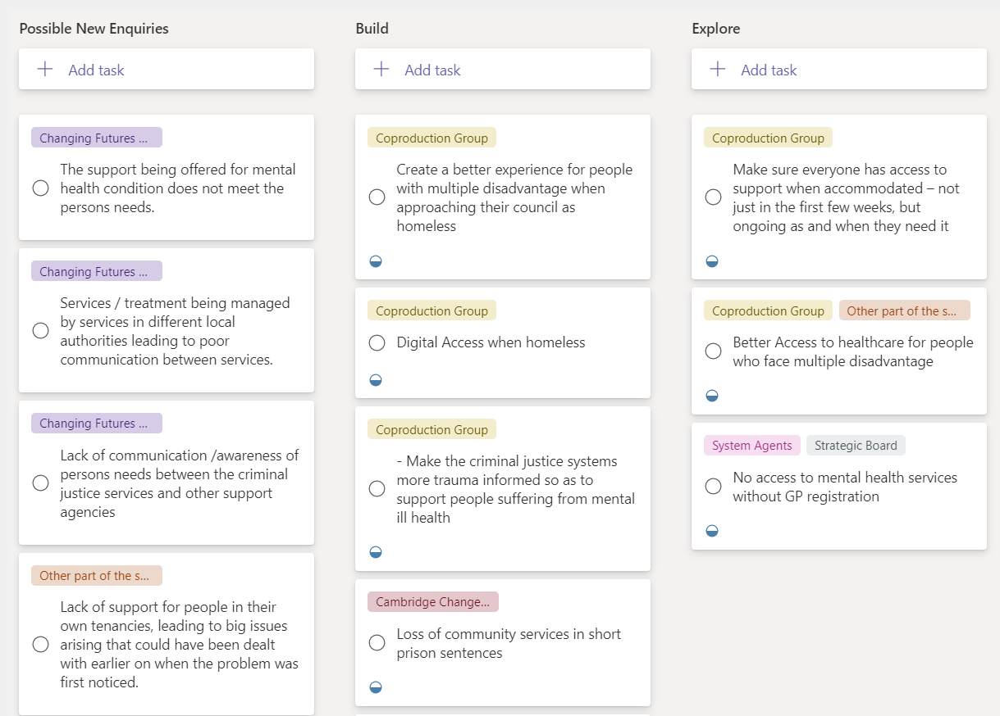 Possible New Enquiries
Add task
Changing Futures ...
The support being offered for mental
health condition does not meet the
persons needs.
Changing Futures ...
Services / treatment being managed
by services in different local
authorities leading to poor
communication between services.
Changing Futures ...
Lack of communication /awareness of
persons needs between the criminal
justice services and other support
agencies
Other part of the s...
Lack of support for people in their
own tenancies, leading to big issues
arising that could have been dealt
with earlier on when the problem was
first noticed.
Build
Add task
Coproduction Group
Create a better experience for people
with multiple disadvantage when
approaching their council as
homeless
Coproduction Group
Digital Access when homeless
Coproduction Group
- Make the criminal justice systems
more trauma informed so as to
support people suffering from mental
ill health
Cambridge Change...
Loss of community services in short
prison sentences
Explore
Add task
Coproduction Group
Make sure everyone has access to
support when accommodated – not
just in the first few weeks, but
ongoing as and when they need it
Coproduction Group Other part of the s...
Better Access to healthcare for people
who face multiple disadvantage
System Agents Strategic Board
No access to mental health services
without GP registration